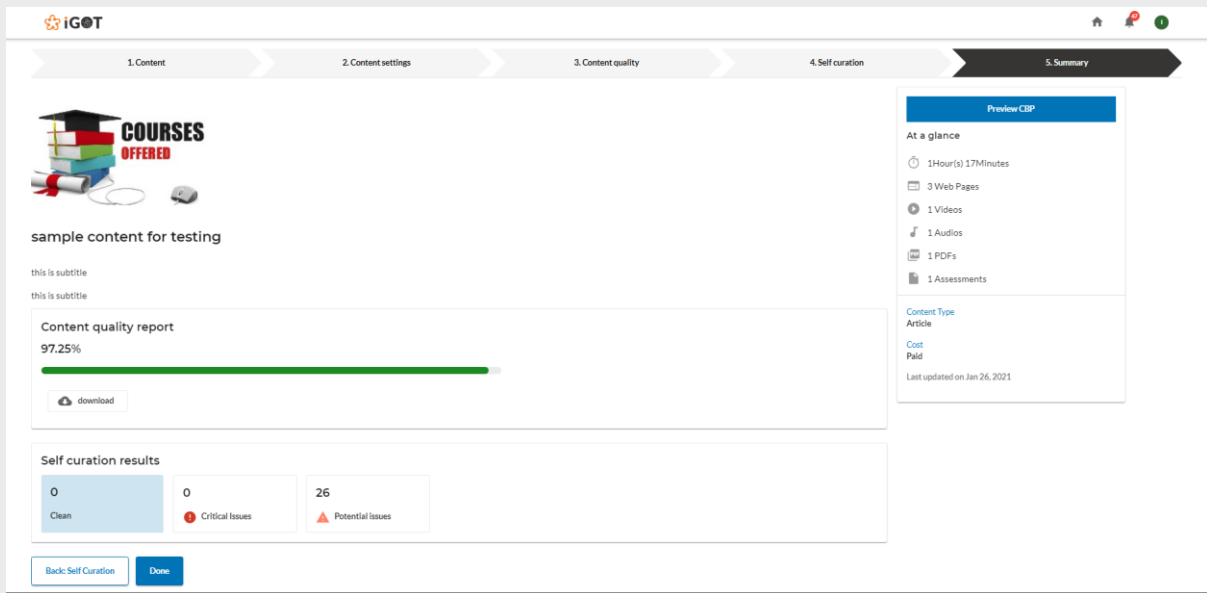 iGOT
1. Content
2. Content settings
3. Content quality
4. Self curation
5. Summary
COURSES
OFFERED
sample content for testing
this is subtitle
this is subtitle
Content quality report
97.25%
download
Self curation results
0
Clean
0
Critical Issues
26
Potential issues
Back: Self Curation
Done
Preview CBP
At a glance
1Hour(s) 17Minutes
3 Web Pages
1 Videos
1 Audios
1 PDFs
1 Assessments
Content Type
Article
Cost
Paid
Last updated on Jan 26, 2021